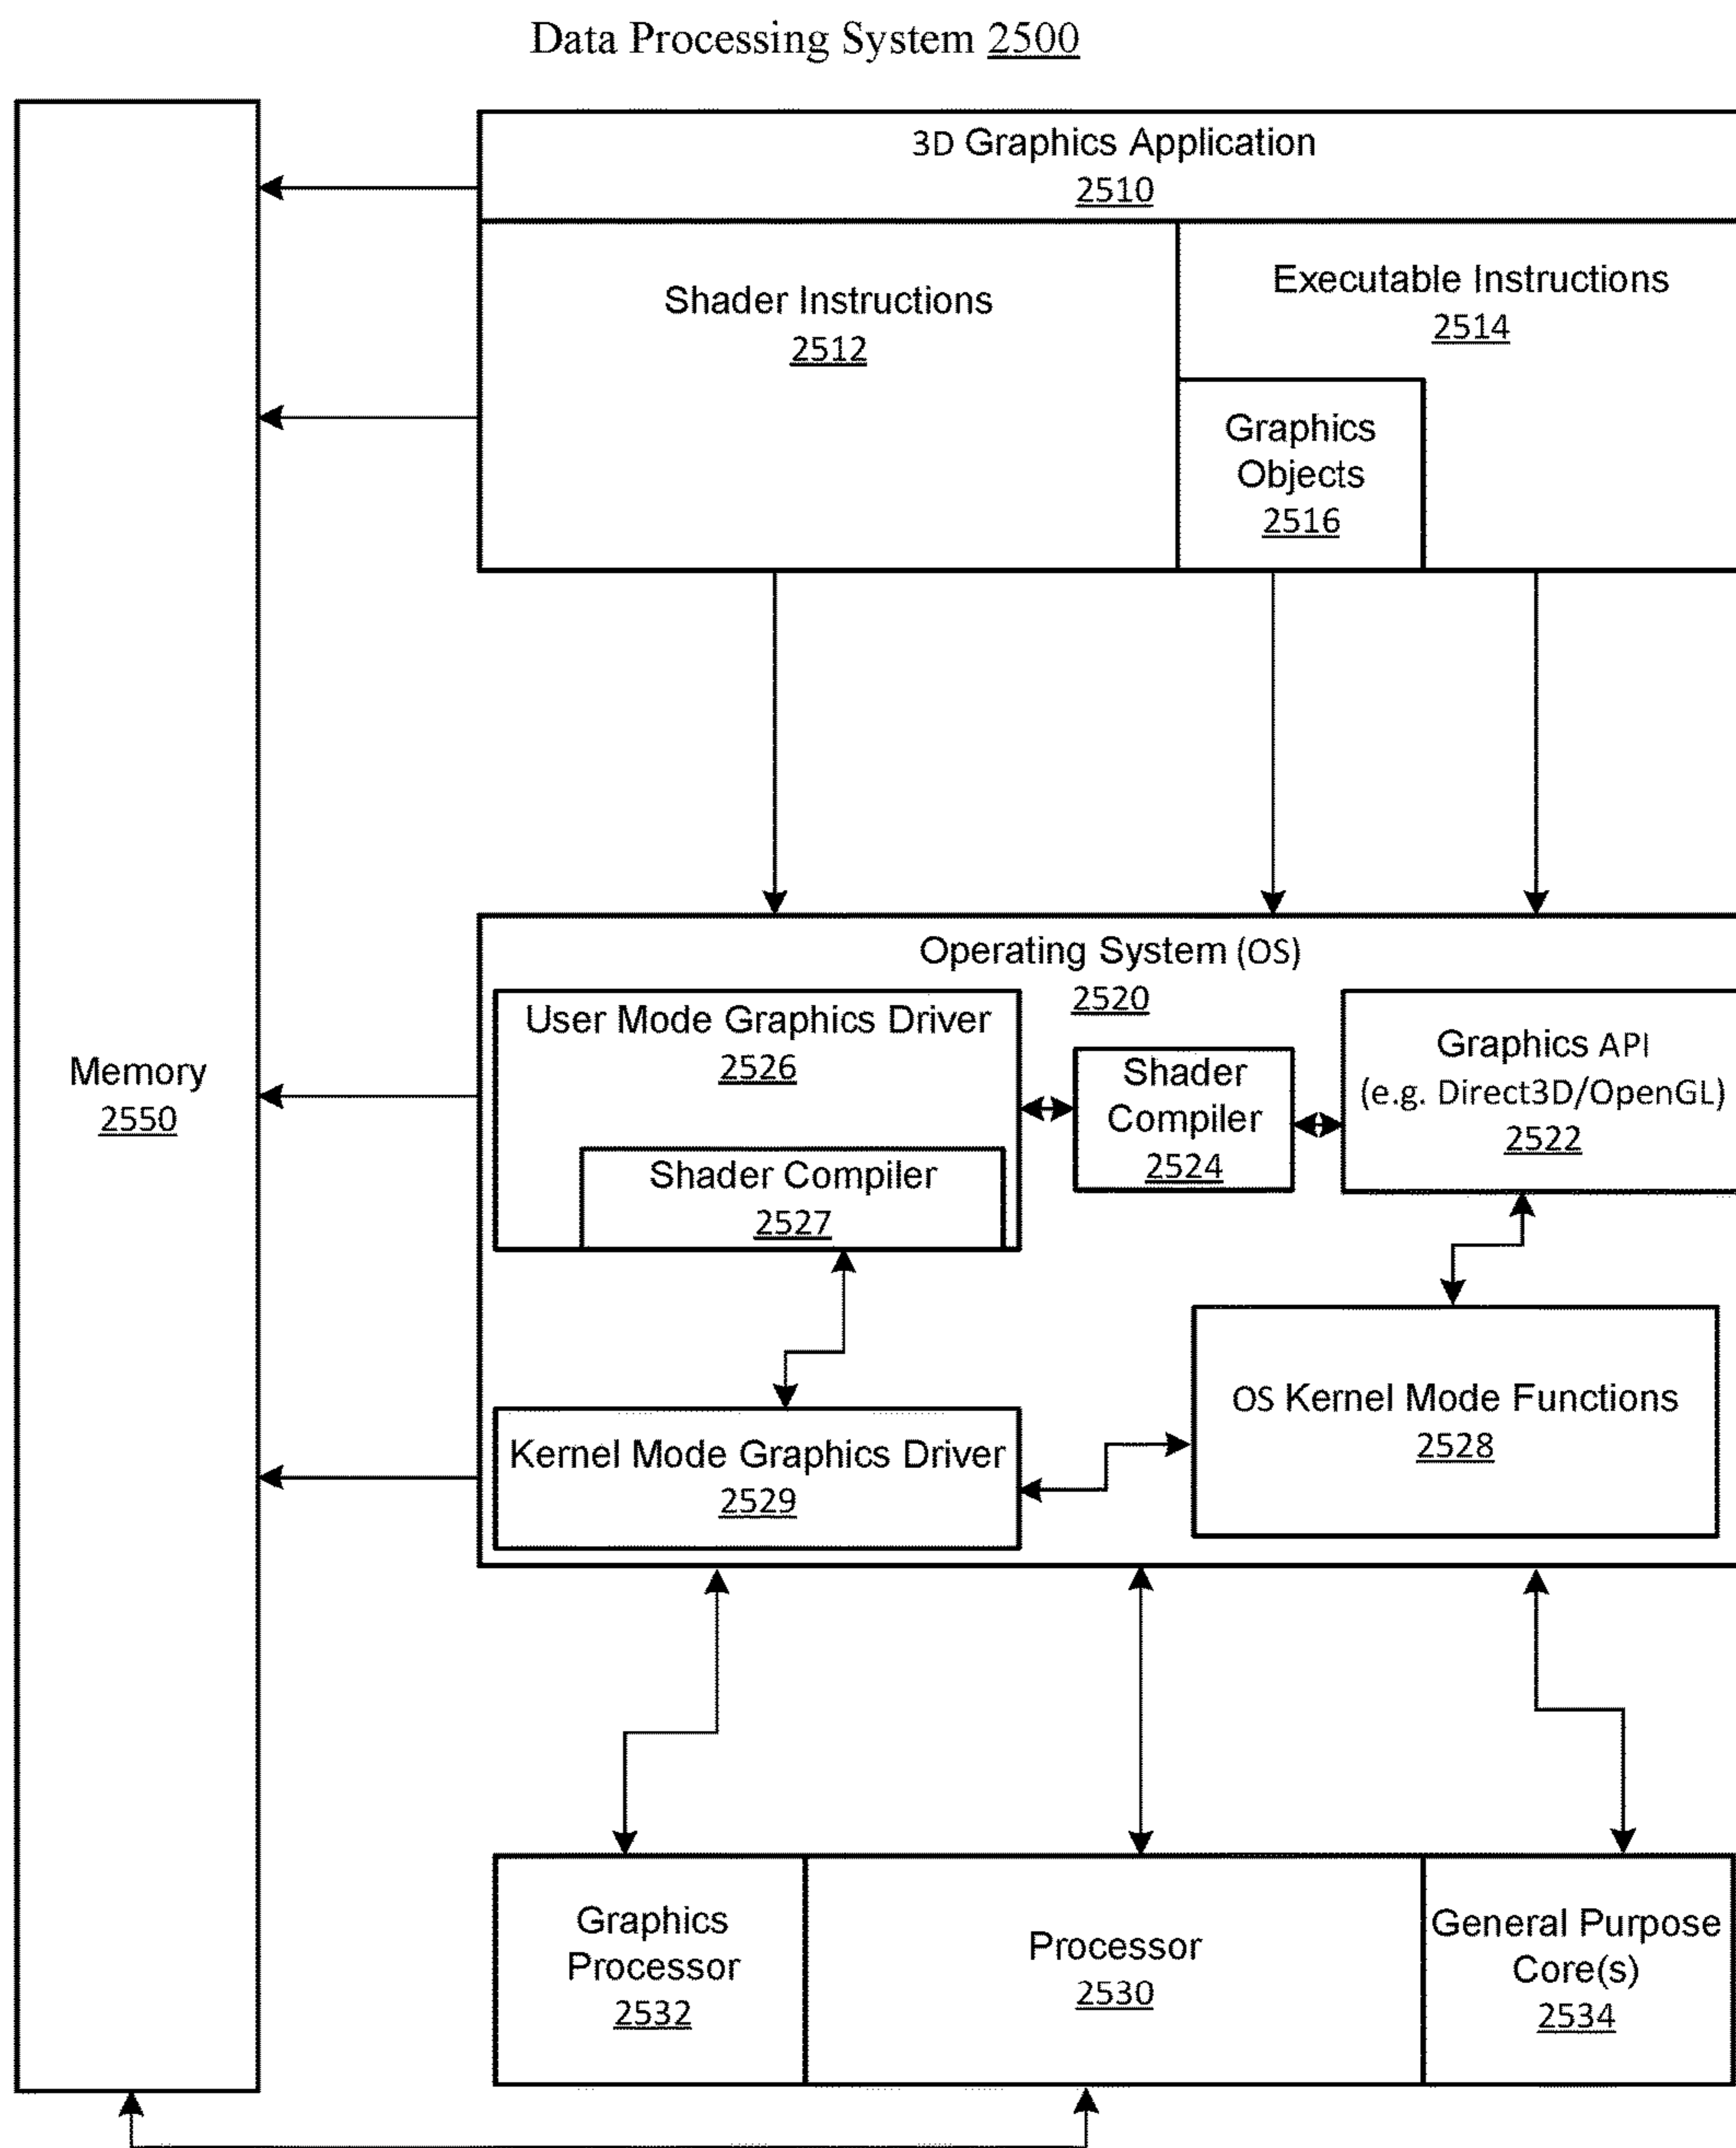 Data Processing System 2500
3D Graphics Application
2510
Shader Instructions
2512
Executable Instructions
2514
Graphics
Objects
2516
Operating System (OS)
2520
User Mode Graphics Driver
2526
Shader Compiler
2527
Shader
Compiler
2524
Graphics API
(e.g. Direct3D/OpenGL)
2522
Memory
2550
OS Kernel Mode Functions
2528
Kernel Mode Graphics Driver
2529
Graphics
Processor
2532
Processor
2530
General Purpose
Core(s)
2534